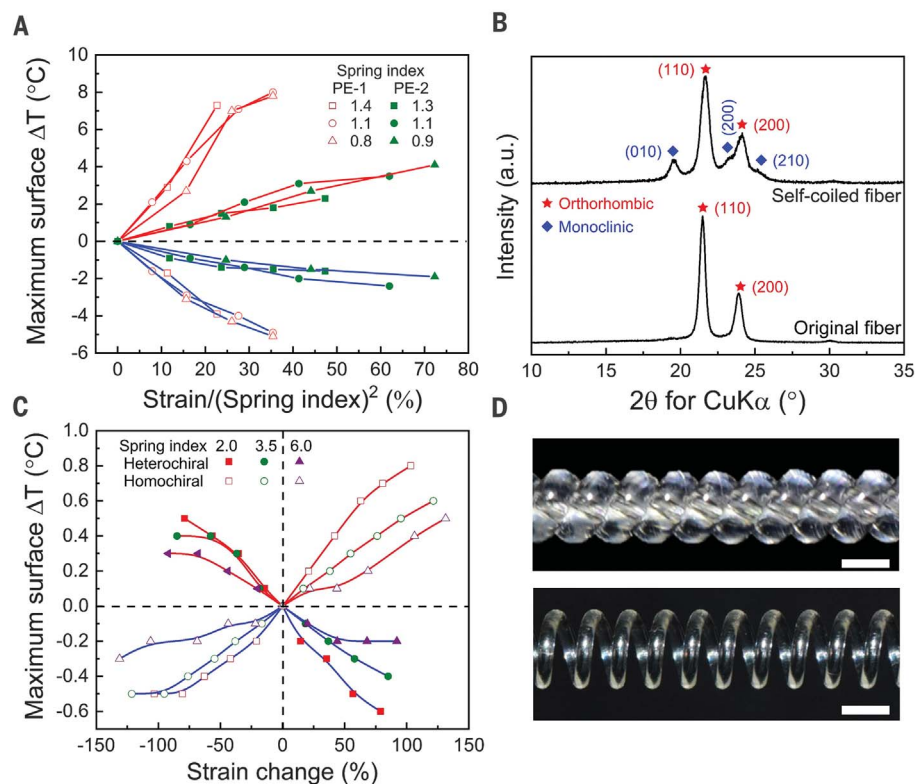 A
Maximum surface ΔT (°C)
10
8
6
4
2
0
-2
-4
-6
Spring index
PE-1 PE-2
1.4 1.3
1.1 1.1
0.8 0.9
0 10 20 30 40 50 60 70 80
Strain/(Spring index)² (%)
B
Intensity (a.u.)
(110)
(200)
(200)
(010)
(210)
Orthorhombic
Monoclinic
Self-coiled fiber
(110)
(200)
Original fiber
10 15 20 25 30 35
2θ for CuKα (°)
C
Maximum surface ΔT (°C)
1.0
0.8
0.6
0.4
0.2
0.0
-0.2
-0.4
-0.6
Spring index 2.0 3.5 6.0
Heterochiral
Homochiral
-150 -100 -50 0 50 100 150
Strain change (%)
D